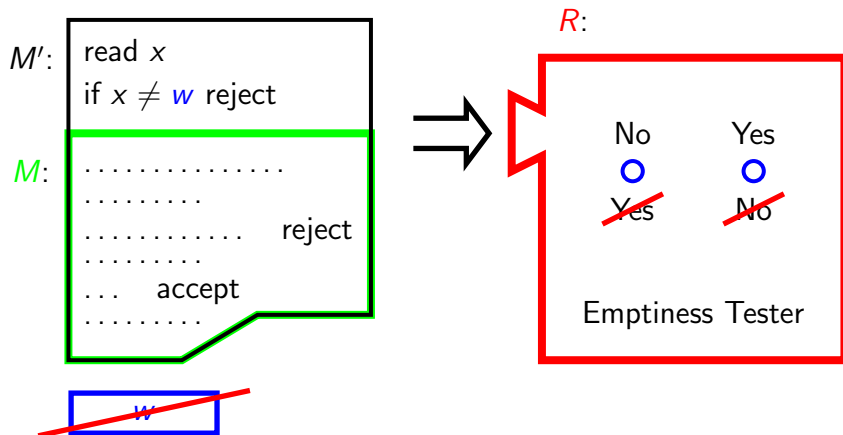 R:
M′:
read x
if x ≠ w reject
No Yes
M:
. . . . . . . . . . . . . . .
Yes No
. . . . . . . . .
. . . . . . . . . . . . reject
. . . . . . . . .
. . . accept
Emptiness Tester
. . . . . . . . .
w